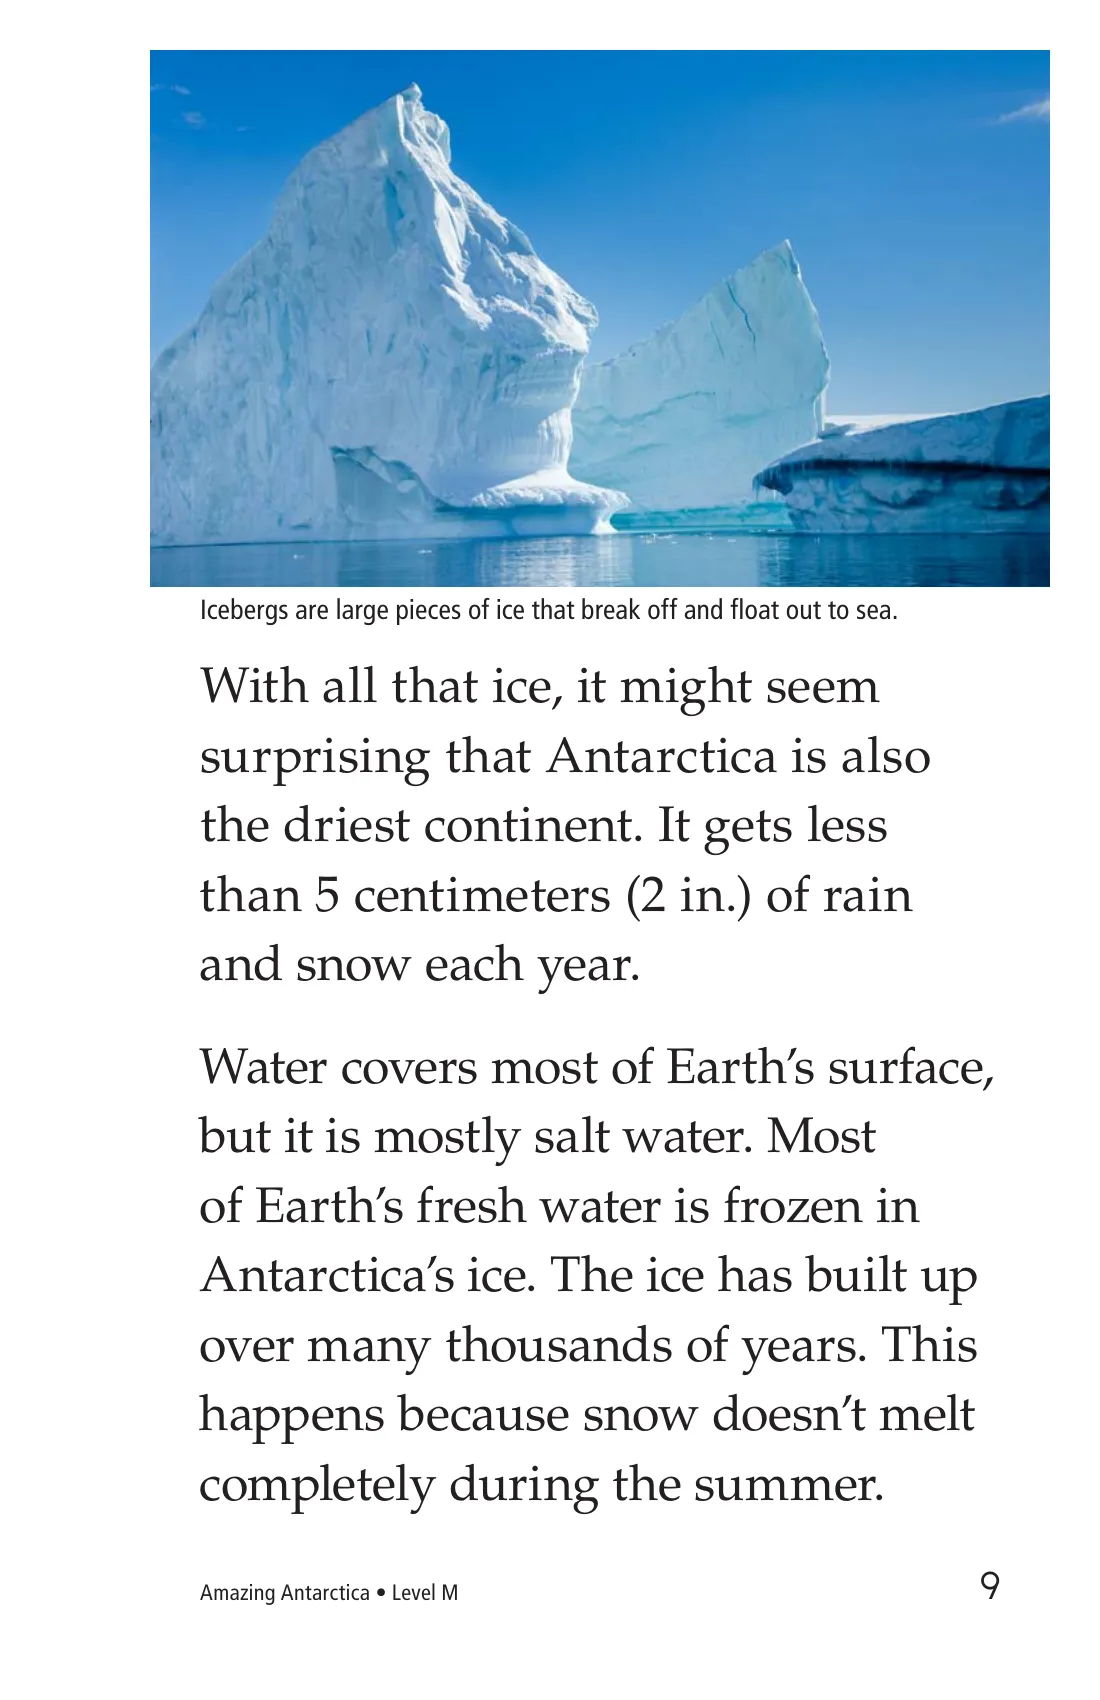 Icebergs are large pieces of ice that break off and float out to sea.
With all that ice, it might seem
surprising that Antarctica is also
the driest continent. It gets less
than 5 centimeters (2 in.) of rain
and snow each year.
Water covers most of Earth’s surface,
but it is mostly salt water. Most
of Earth’s fresh water is frozen in
Antarctica’s ice. The ice has built up
over many thousands of years. This
happens because snow doesn’t melt
completely during the summer.
Amazing Antarctica • Level M
9